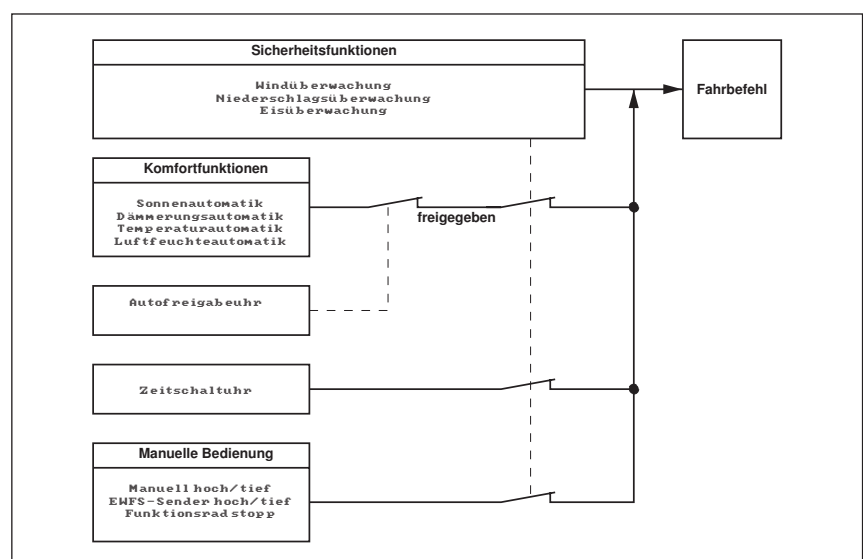 Sicherheitsfunktionen
Windüberwachung
Niederschlagsüberwachung
Eisüberwachung
Fahrbefehl
Komfortfunktionen
Sonnenautomatik
Dämmerungsautomatik
Temperaturautomatik
Luftfeuchteautomatik
freigegeben
Autofreigabeuhr
Zeitschaltuhr
Manuelle Bedienung
Manuell hoch/tief
EWFS-Sender hoch/tief
Funktionsrad stopp